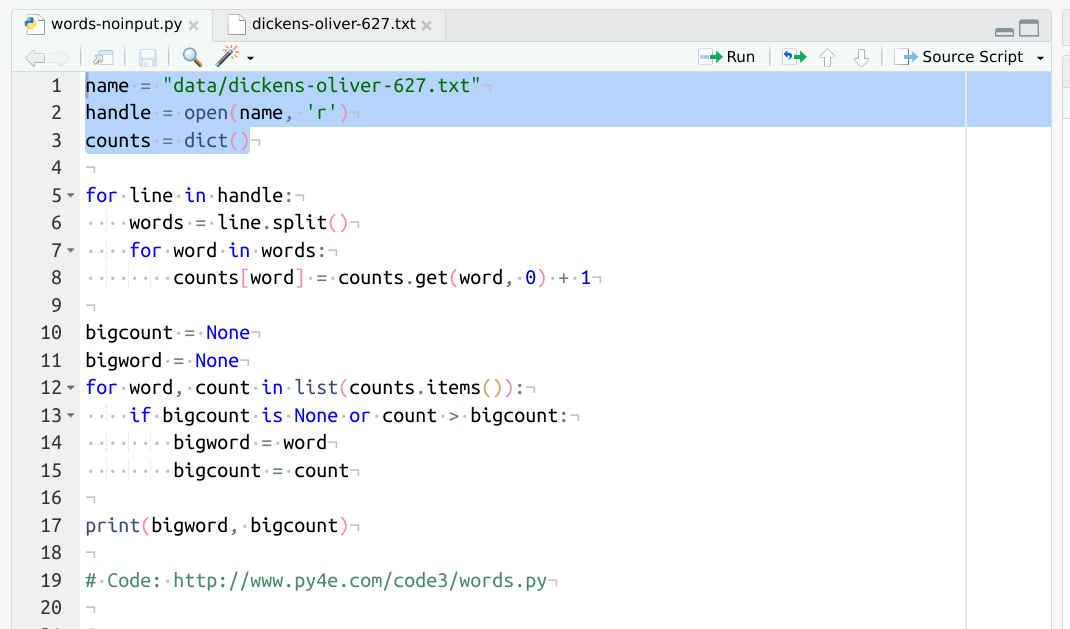 words-noinput.py
dickens-oliver-627.txt
Run
Source Script
1 name = "data/dickens-oliver-627.txt"
2 handle = open(name, 'r')
3 counts = dict()
4
5 for line in handle:
6     words = line.split()
7     for word in words:
8         counts[word] = counts.get(word, 0) + 1
9
10 bigcount = None
11 bigword = None
12 for word, count in list(counts.items()):
13     if bigcount is None or count > bigcount:
14         bigword = word
15         bigcount = count
16
17 print(bigword, bigcount)
18
19 # Code: http://www.py4e.com/code3/words.py
20